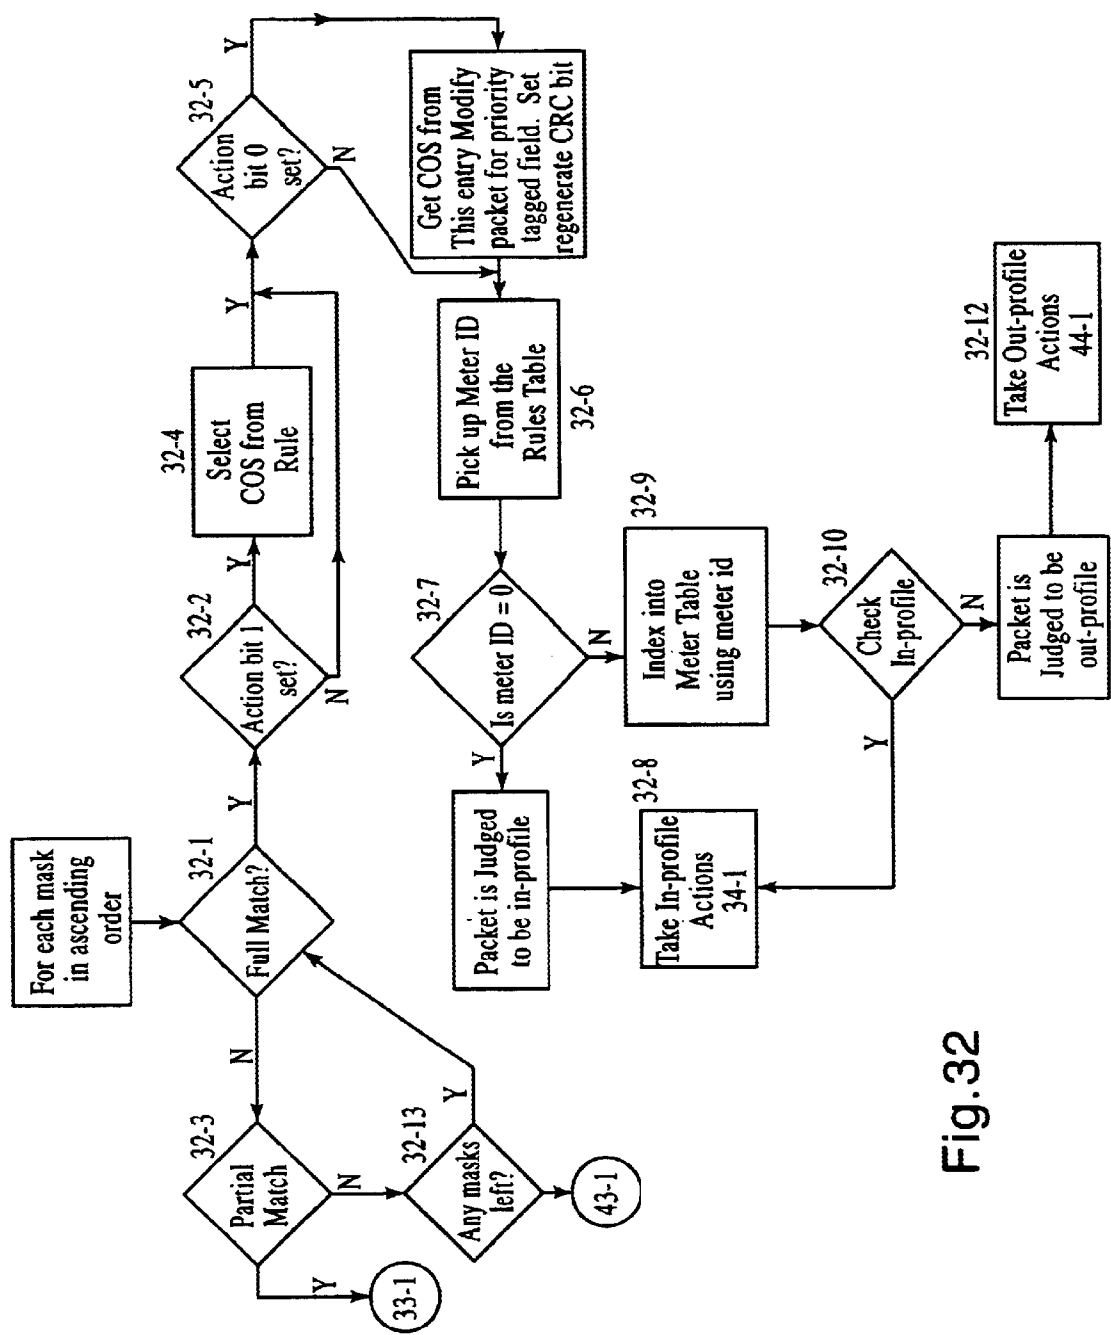 For each mask
in ascending
order
33-1
Y
Partial
Match
32-3
N
Full Match?
32-1
Y
Action bit 1
set?
32-2
Y
N
Select
COS from
Rule
32-4
Y
Action
bit 0
set?
32-5
Y
N
Get COS from
This entry Modify
packet for priority
tagged field. Set
regenerate CRC bit
N
Any masks
left?
32-13
Y
43-1
Pick up Meter ID
from the
Rules Table
32-6
Is meter ID = 0
32-7
Y
N
Packet is Judged
to be in-profile
Take In-profile
Actions
34-1
32-8
Index into
Meter Table
using meter id
32-9
Check
In-profile
32-10
Y
N
Packet is
Judged to be
out-profile
Take Out-profile
Actions
44-1
32-12
Fig.32